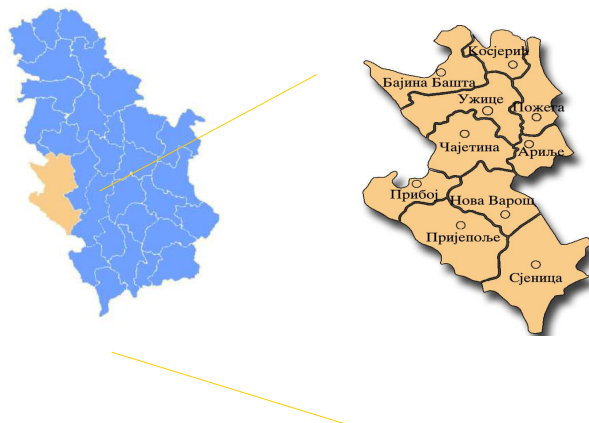 Косјерић
Бајина Башта
Ужице
Пожега
Чајетина
Ариље
Прибој
Нова Варош
Пријепоље
Сјеница